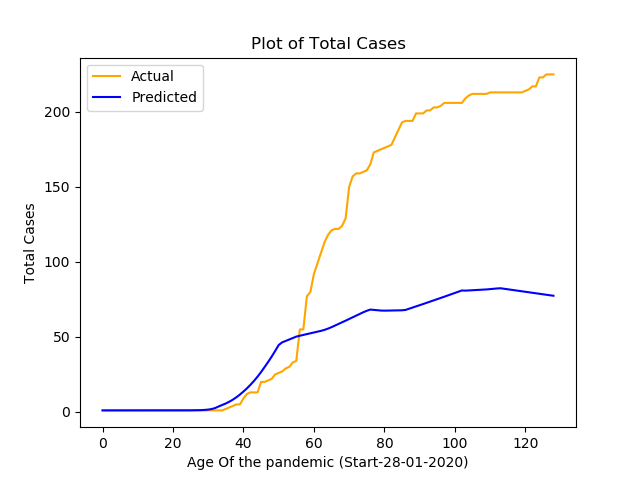 Plot of Total Cases
Actual
Predicted
Total Cases
200
150
100
50
0
0 20 40 60 80 100 120
Age Of the pandemic (Start-28-01-2020)